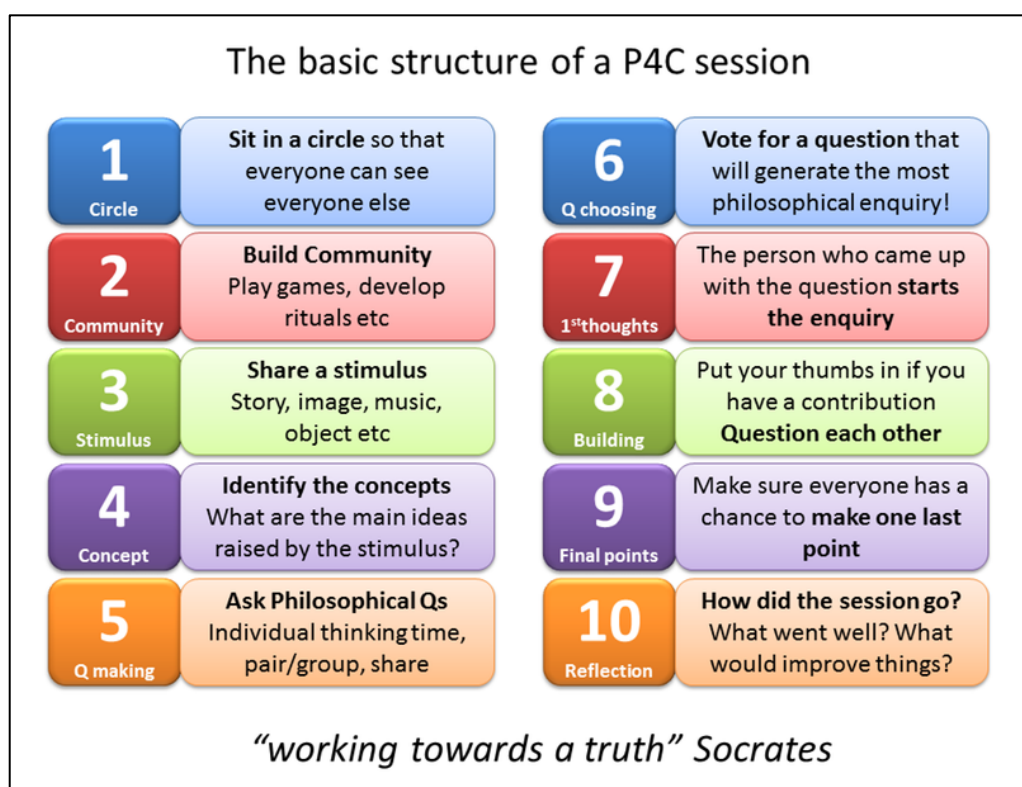 The basic structure of a P4C session
1
Circle
Sit in a circle so that
everyone can see
everyone else
2
Community
Build Community
Play games, develop
rituals etc
3
Stimulus
Share a stimulus
Story, image, music,
object etc
4
Concept
Identify the concepts
What are the main ideas
raised by the stimulus?
5
Q making
Ask Philosophical Qs
Individual thinking time,
pair/group, share
6
Q choosing
Vote for a question that
will generate the most
philosophical enquiry!
7
1st thoughts
The person who came up
with the question starts
the enquiry
8
Building
Put your thumbs in if you
have a contribution
Question each other
9
Final points
Make sure everyone has a
chance to make one last
point
10
Reflection
How did the session go?
What went well? What
would improve things?
“working towards a truth” Socrates